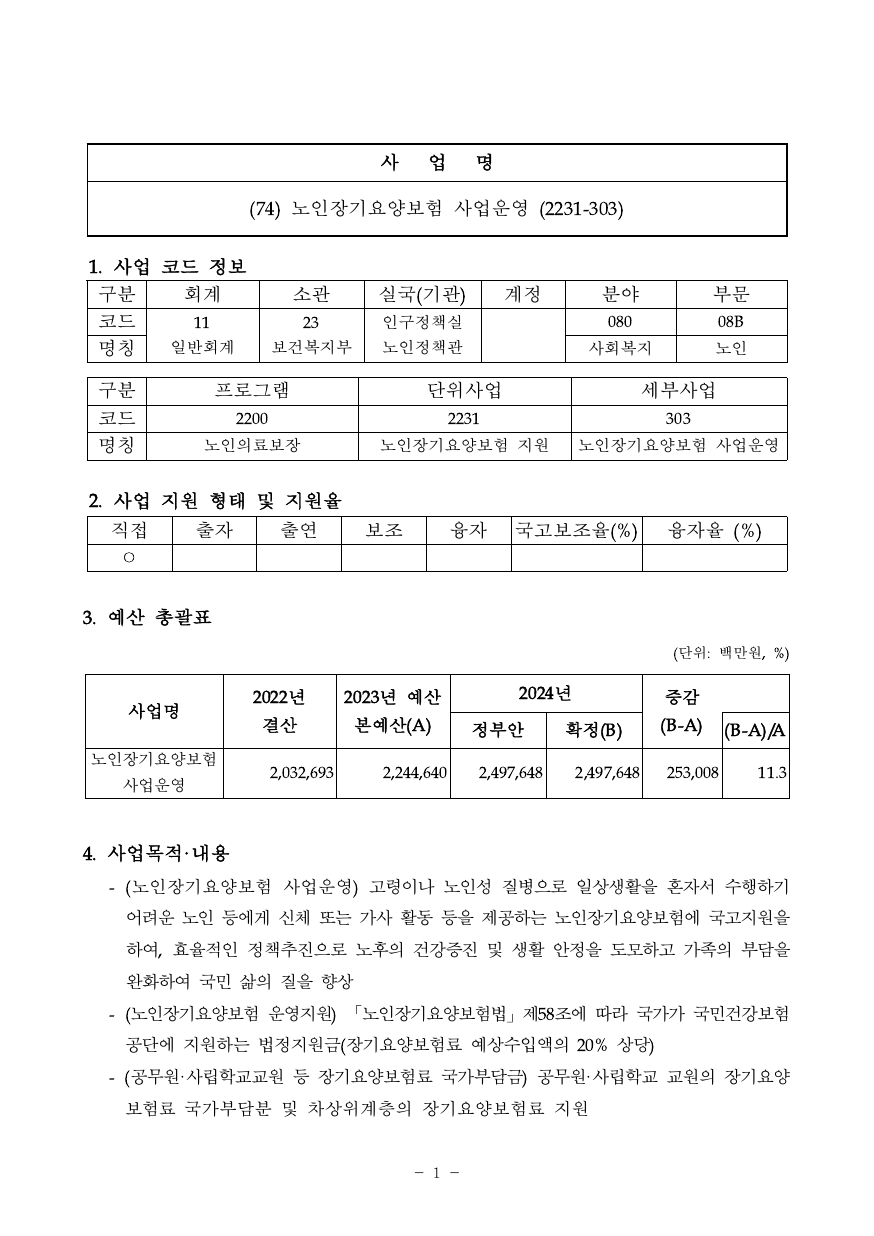 사 업 명
(74) 노인장기요양보험 사업운영 (2231-303)
1. 사업 코드 정보
구분 회계 소관 실국(기관) 계정 분야 부문
코드 11 23 인구정책실 080 08B
명칭 일반회계 보건복지부 노인정책관 사회복지 노인
구분 프로그램 단위사업 세부사업
코드 2200 2231 303
명칭 노인의료보장 노인장기요양보험 지원 노인장기요양보험 사업운영
2. 사업 지원 형태 및 지원율
직접 출자 출연 보조 융자 국고보조율(%) 융자율 (%)
○
3. 예산 총괄표
(단위: 백만원, %)
사업명 2022년 결산 2023년 예산 본예산(A) 2024년 증감 (B-A)
정부안 확정(B) (B-A)/A
노인장기요양보험 사업운영 2,032,693 2,244,640 2,497,648 2,497,648 253,008 11.3
4. 사업목적·내용
- (노인장기요양보험 사업운영) 고령이나 노인성 질병으로 일상생활을 혼자서 수행하기
어려운 노인 등에게 신체 또는 가사 활동 등을 제공하는 노인장기요양보험에 국고지원을
하여, 효율적인 정책추진으로 노후의 건강증진 및 생활 안정을 도모하고 가족의 부담을
완화하여 국민 삶의 질을 향상
- (노인장기요양보험 운영지원) 「노인장기요양보험법」제58조에 따라 국가가 국민건강보험
공단에 지원하는 법정지원금(장기요양보험료 예상수입액의 20% 상당)
- (공무원·사립학교교원 등 장기요양보험료 국가부담금) 공무원·사립학교 교원의 장기요양
보험료 국가부담분 및 차상위계층의 장기요양보험료 지원
- 1 -